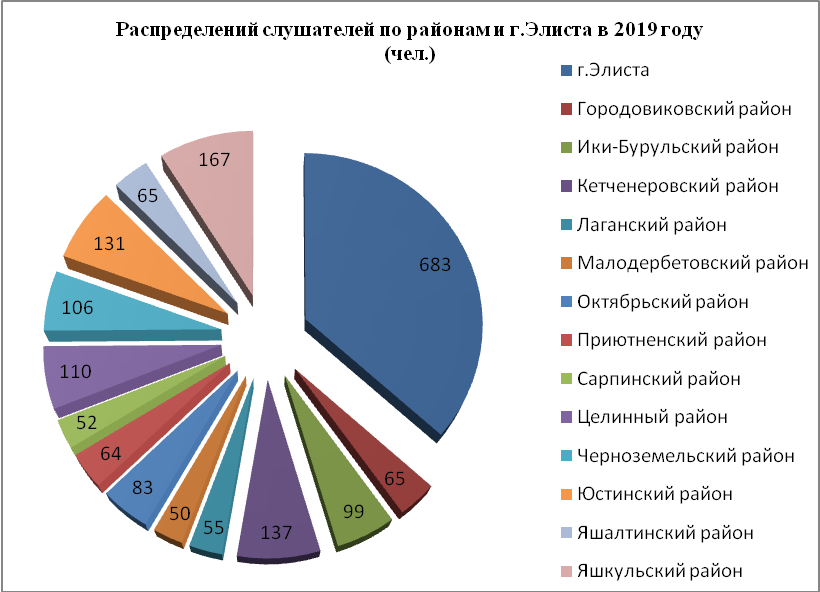 Распределений слушателей по районам и г.Элиста в 2019 году
(чел.)
г.Элиста
Городовиковский район
Ики-Бурульский район
Кетченеровский район
Лаганский район
Малодербетовский район
Октябрьский район
Приютненский район
Сарпинский район
Целинный район
Черноземельский район
Юстинский район
Яшалтинский район
Яшкульский район
683
65
99
137
55
50
83
64
52
110
106
131
65
167